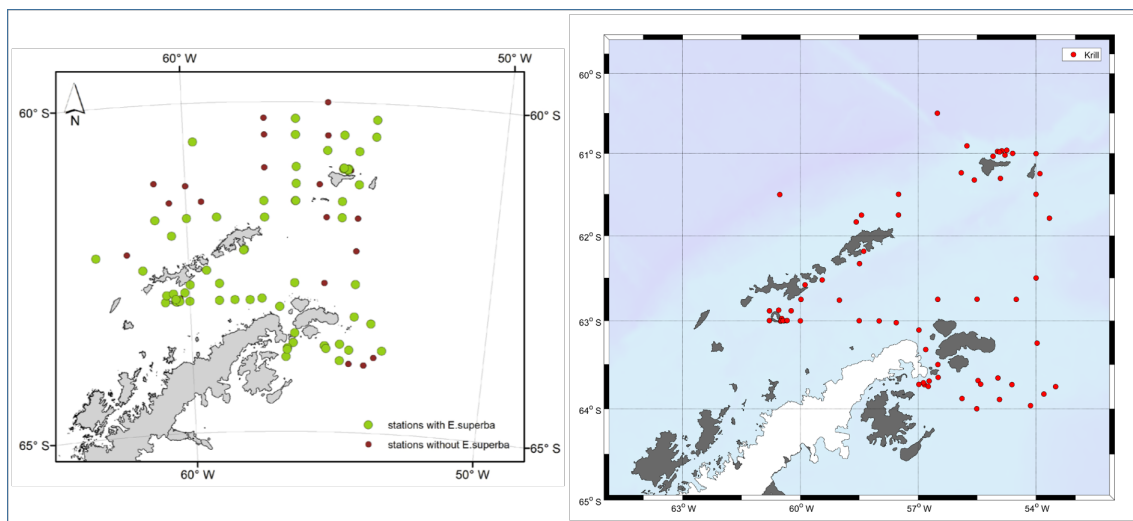 60° W
50° W
60° S
60° S
N
stations with E.superba
stations without E.superba
65° S
65° S
60° W
50° W
Krill
60° S
61° S
62° S
63° S
64° S
65° S
63°W
60°W
57°W
54°W